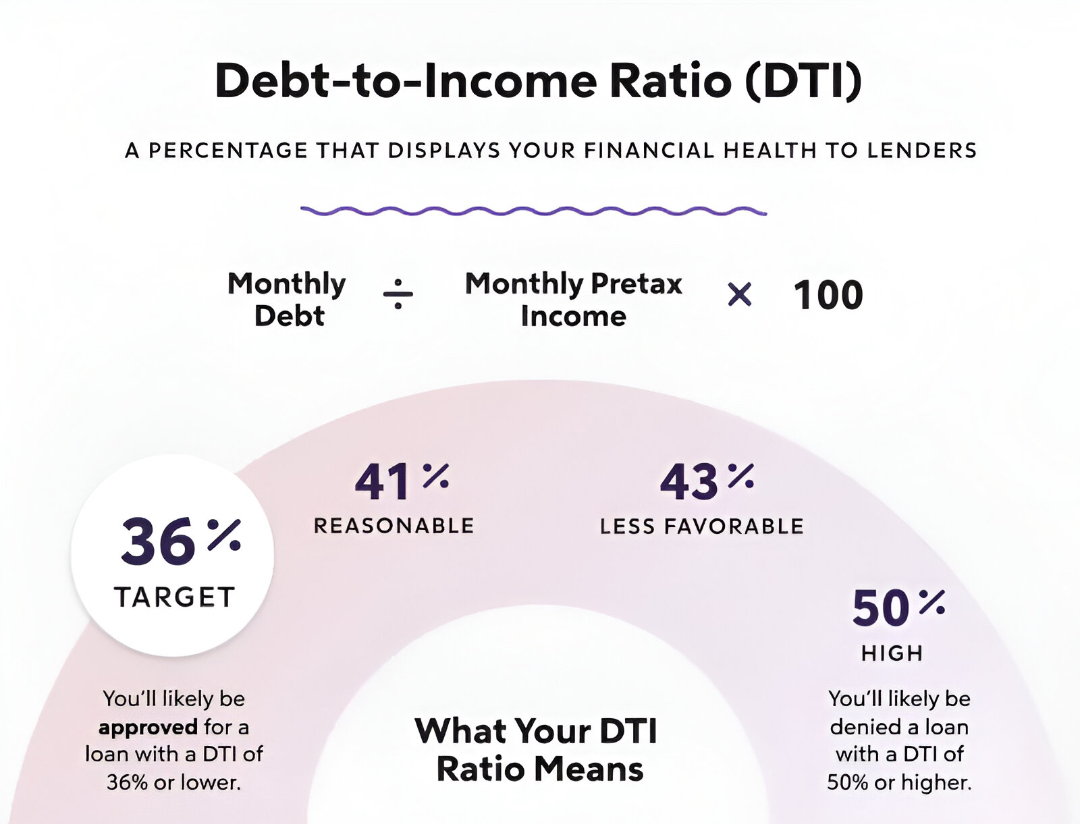 Debt-to-Income Ratio (DTI)
A PERCENTAGE THAT DISPLAYS YOUR FINANCIAL HEALTH TO LENDERS
Monthly Debt ÷ Monthly Pretax Income × 100
36%
TARGET
You'll likely be
approved for a
loan with a DTI of
36% or lower.
41%
REASONABLE
43%
LESS FAVORABLE
50%
HIGH
You'll likely be
denied a loan
with a DTI of
50% or higher.
What Your DTI
Ratio Means